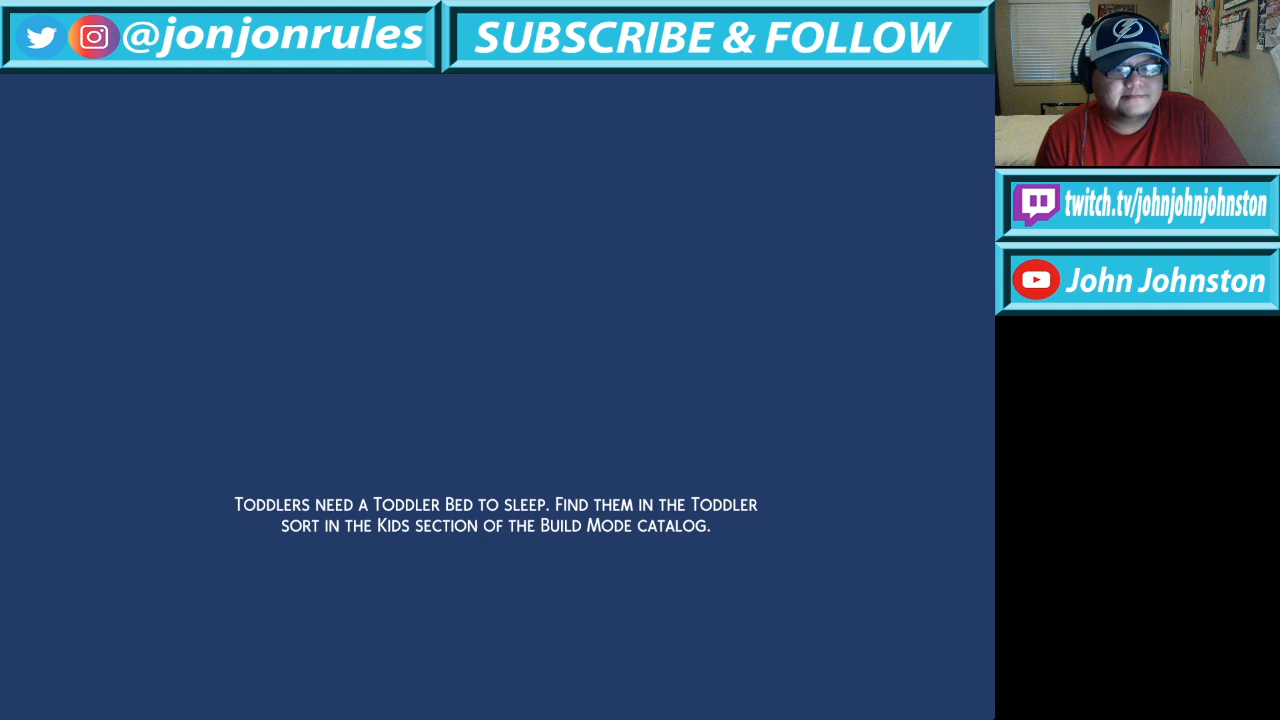 @jonjonrules
SUBSCRIBE & FOLLOW
twitch.tv/johnjohnjohnston
John Johnston
Toddlers need a Toddler Bed to sleep. Find them in the Toddler
sort in the Kids section of the Build Mode catalog.